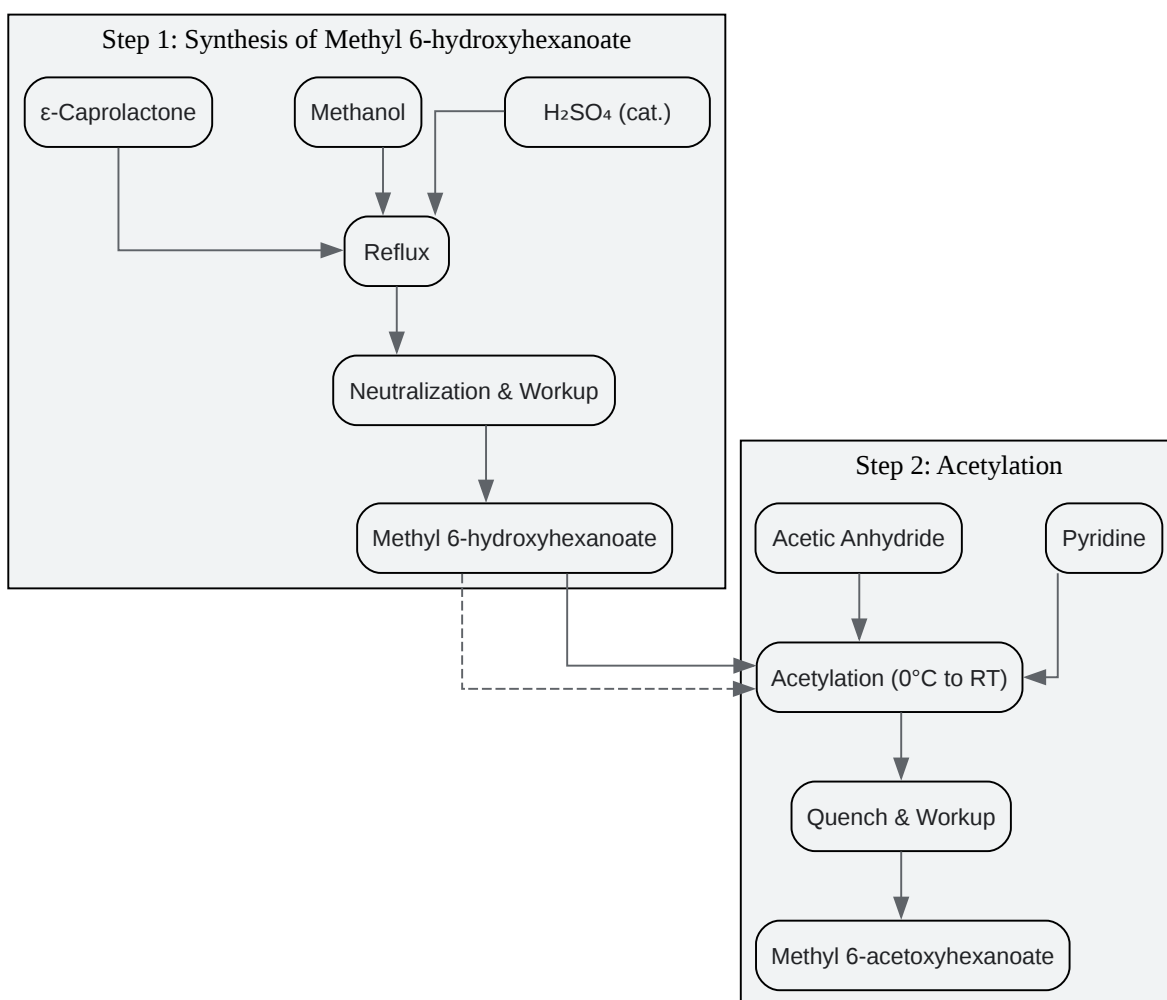 Step 1: Synthesis of Methyl 6-hydroxyhexanoate
ε-Caprolactone
Methanol
H₂SO₄ (cat.)
Reflux
Neutralization & Workup
Methyl 6-hydroxyhexanoate
Step 2: Acetylation
Acetic Anhydride
Pyridine
Acetylation (0°C to RT)
Quench & Workup
Methyl 6-acetoxyhexanoate